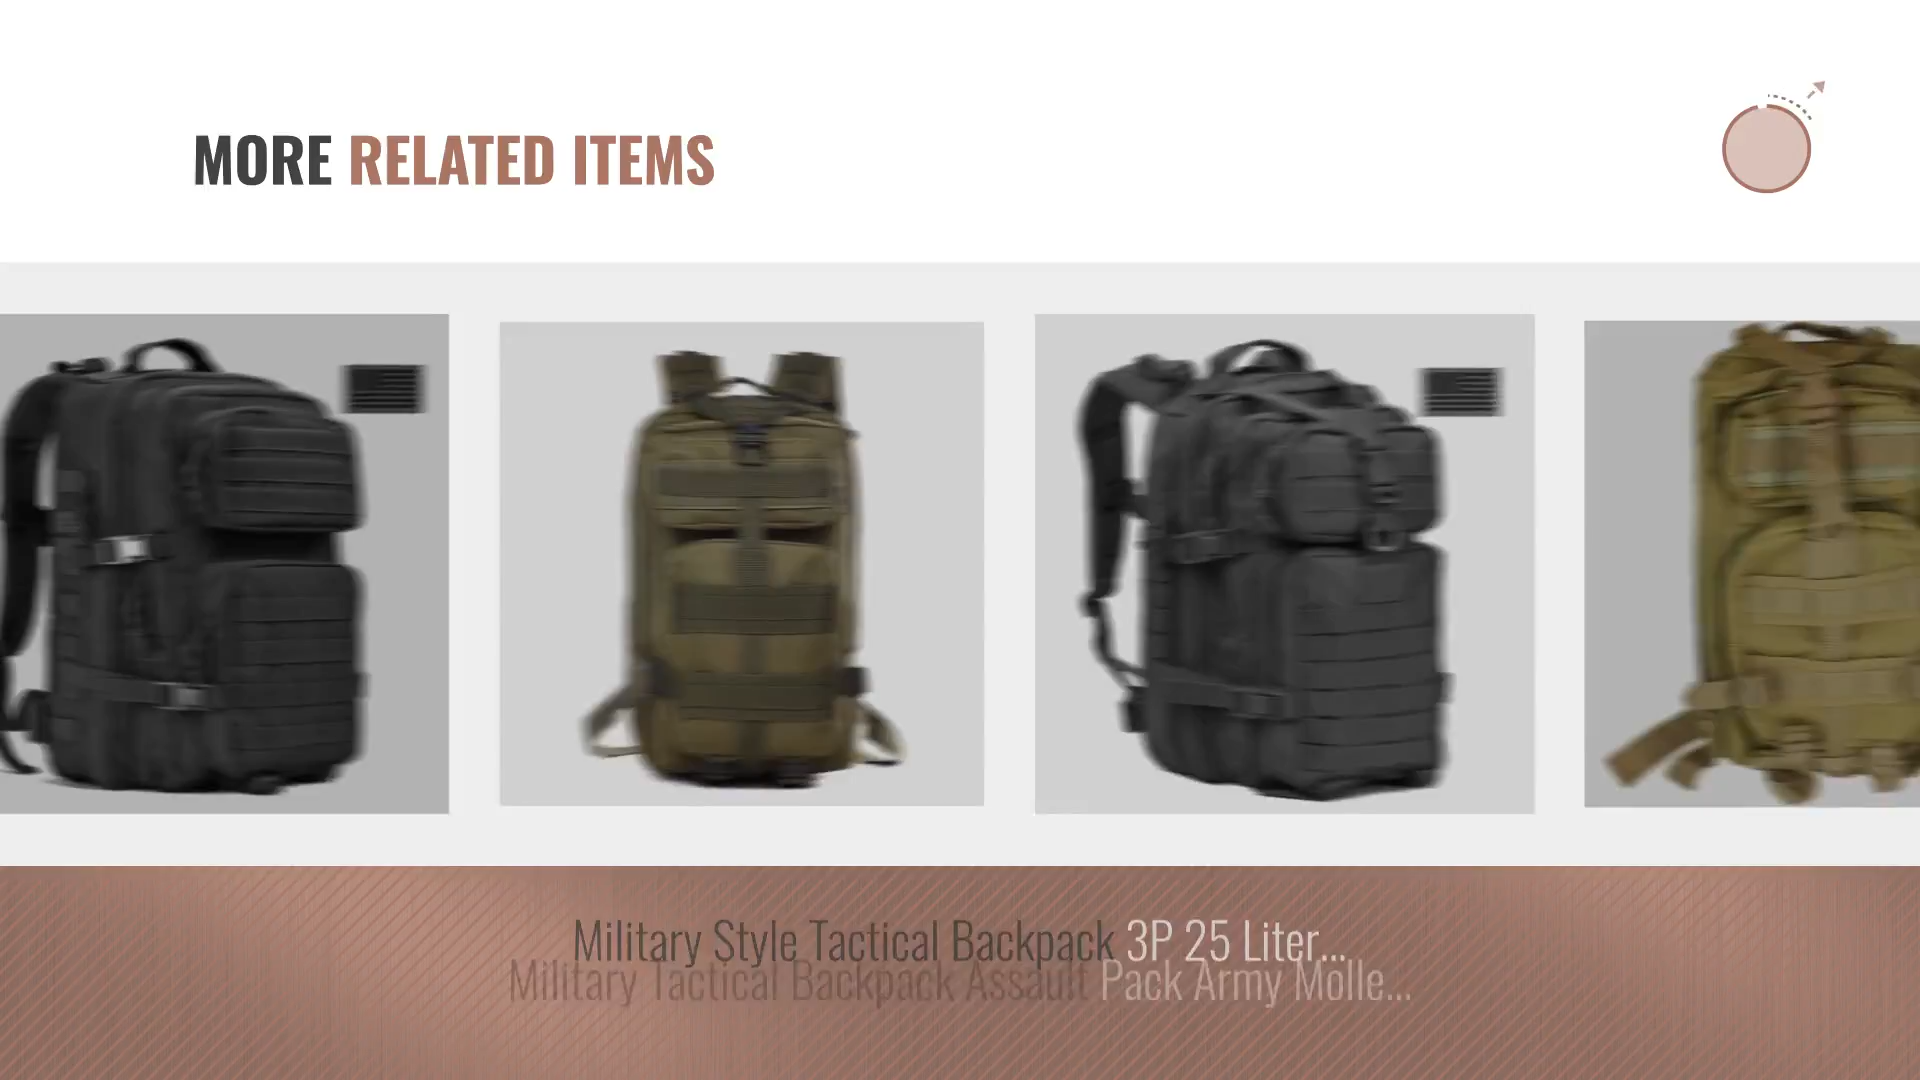 MORE RELATED ITEMS
Military Style Tactical Backpack 3P 25 Liter...
Military Tactical Backpack Assault Pack Army Molle...